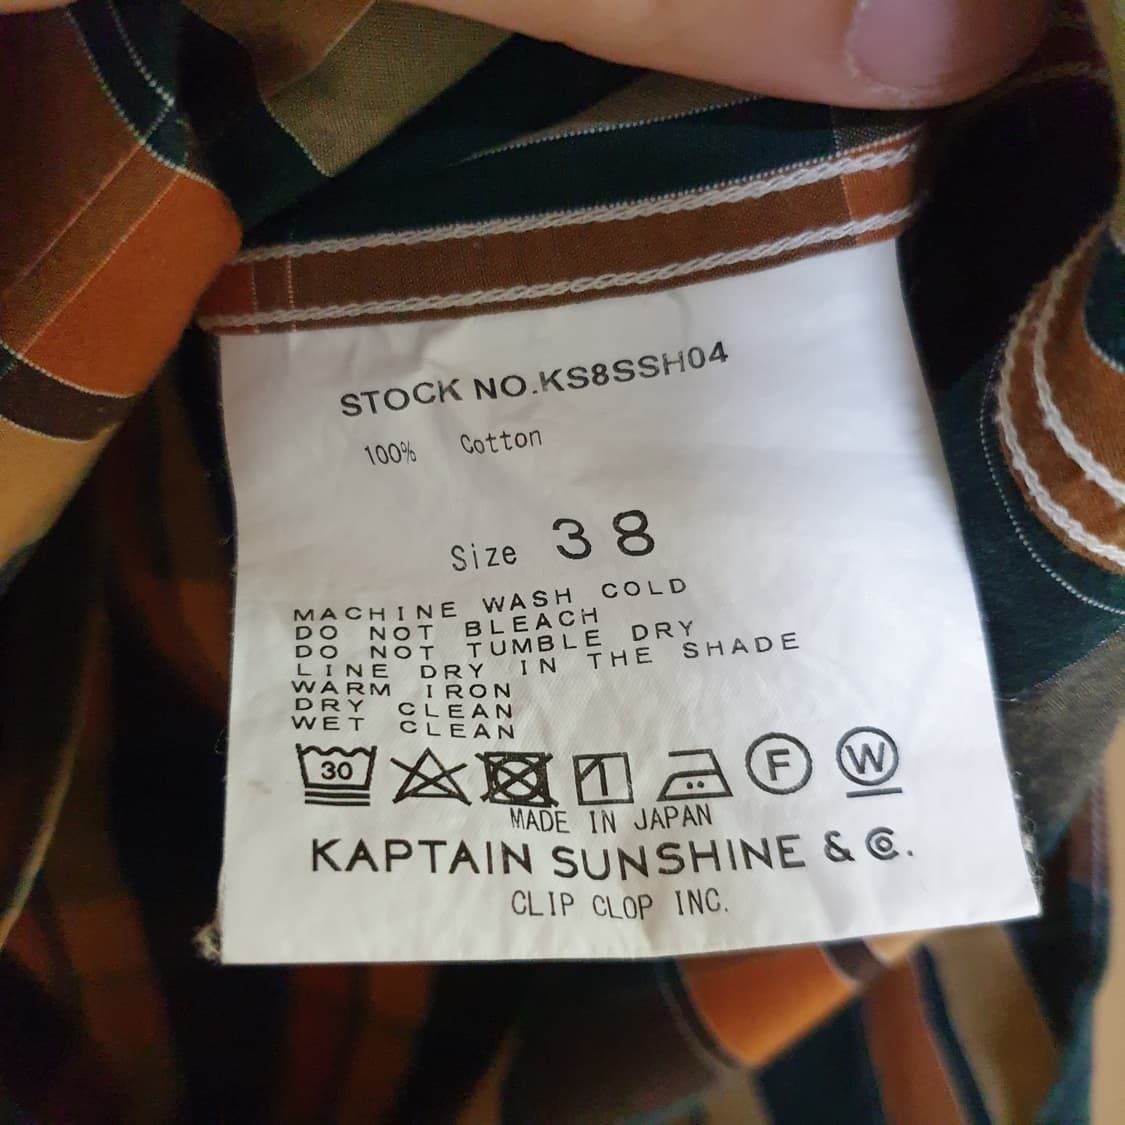 STOCK NO.KS8SSH04
100% Cotton
Size 38
MACHINE WASH COLD
DO NOT BLEACH
DO NOT TUMBLE DRY
LINE DRY IN THE SHADE
WARM IRON
DRY CLEAN
WET CLEAN
30 F W
MADE IN JAPAN
KAPTAIN SUNSHINE & Co.
CLIP CLOP INC.